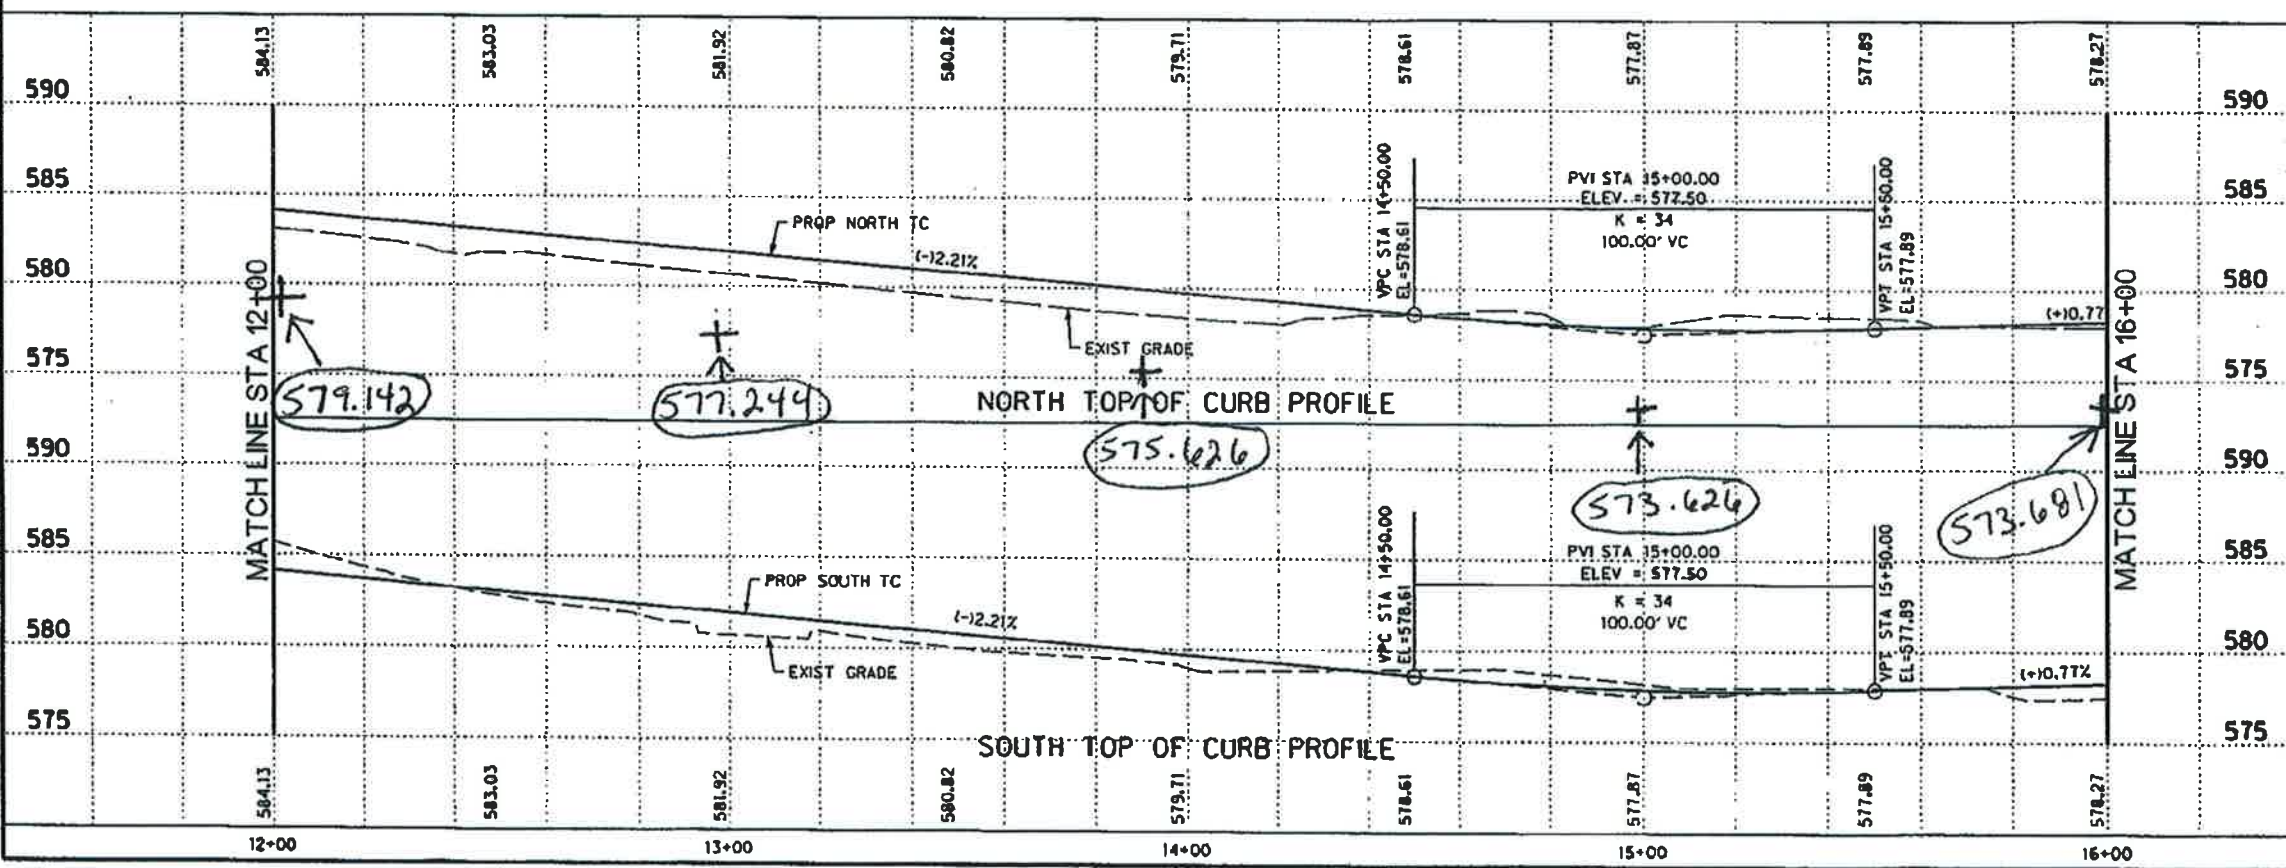 584.13 583.03 581.92 580.82 579.71 578.61 577.87 577.89 578.27
590 590
585 585
580 580
575 575
MATCH LINE STA 12+00
PROP NORTH TC
(-)2.21%
EXIST GRADE
VPC STA 14+50.00
EL=578.61
PVI STA 15+00.00
ELEV = 577.50
K = 34
100.00' VC
VPT STA 15+50.00
EL=577.89
(+)0.77
MATCH LINE STA 16+00
579.142
577.244
575.626
573.626
573.681
NORTH TOP OF CURB PROFILE
590 590
585 585
580 580
575 575
PROP SOUTH TC
(-)2.21%
EXIST GRADE
VPC STA 14+50.00
EL=578.61
PVI STA 15+00.00
ELEV = 577.50
K = 34
100.00' VC
VPT STA 15+50.00
EL=577.89
(+)0.77%
SOUTH TOP OF CURB PROFILE
584.13 583.03 581.92 580.82 579.71 578.61 577.87 577.89 578.27
12+00 13+00 14+00 15+00 16+00